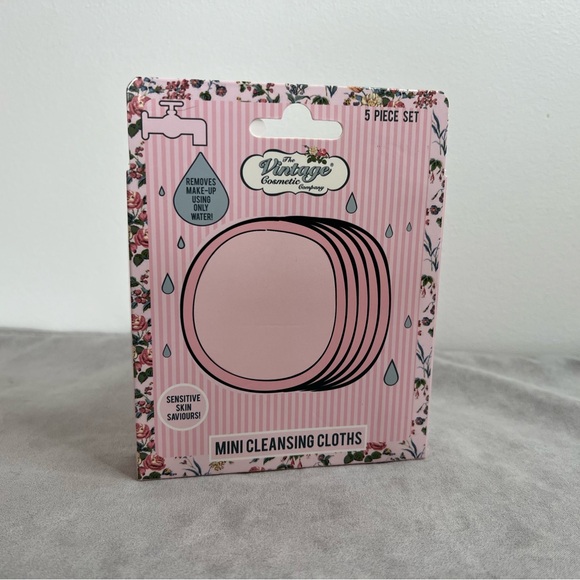 5 PIECE SET
The
Vintage®
Cosmetic
Company
REMOVES
MAKE-UP
USING
ONLY
WATER!
SENSITIVE
SKIN
SAVIOURS!
MINI CLEANSING CLOTHS